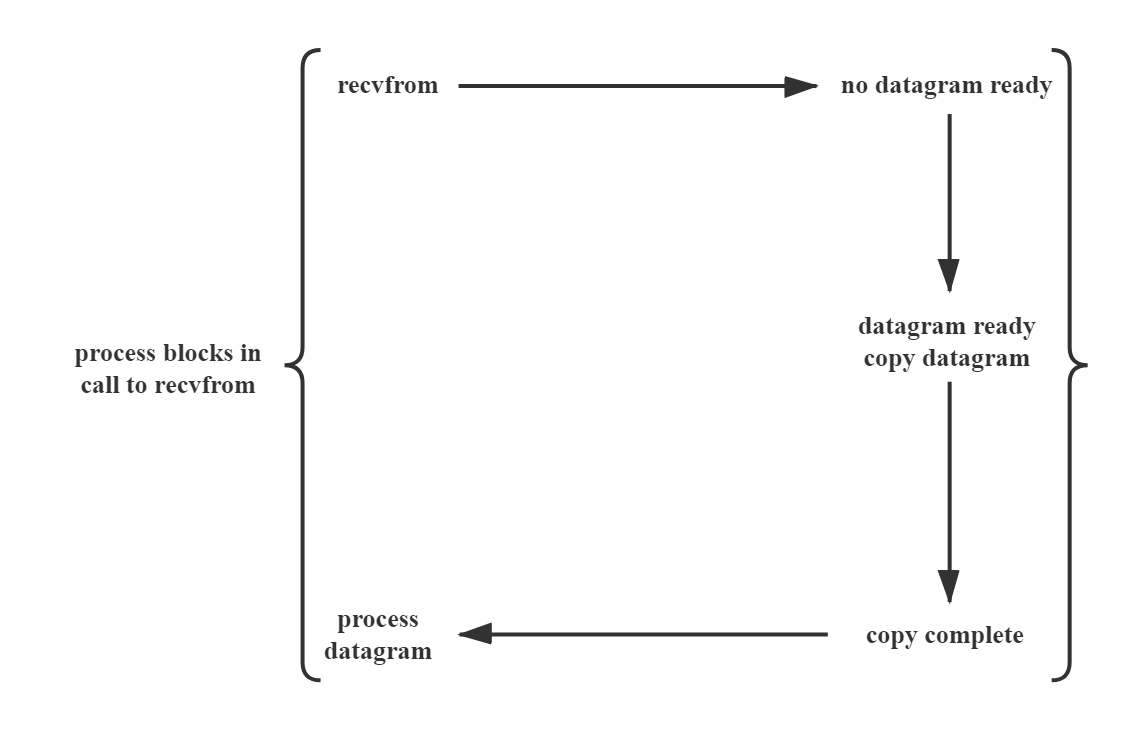 recvfrom
no datagram ready
datagram ready
copy datagram
process blocks in
call to recvfrom
process
datagram
copy complete